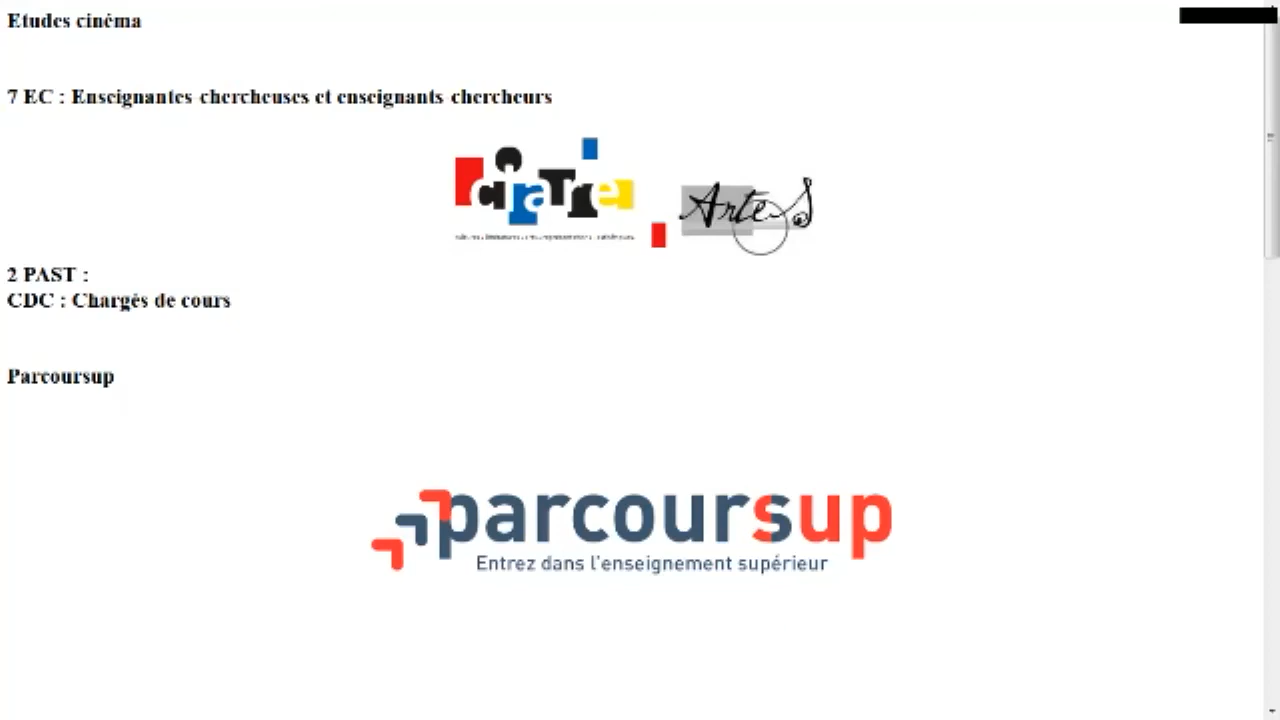 Etudes cinéma
7 EC : Enseignantes chercheuses et enseignants chercheurs
ciare
ArteS
2 PAST :
CDC : Chargés de cours
Parcoursup
parcoursup
Entrez dans l'enseignement supérieur